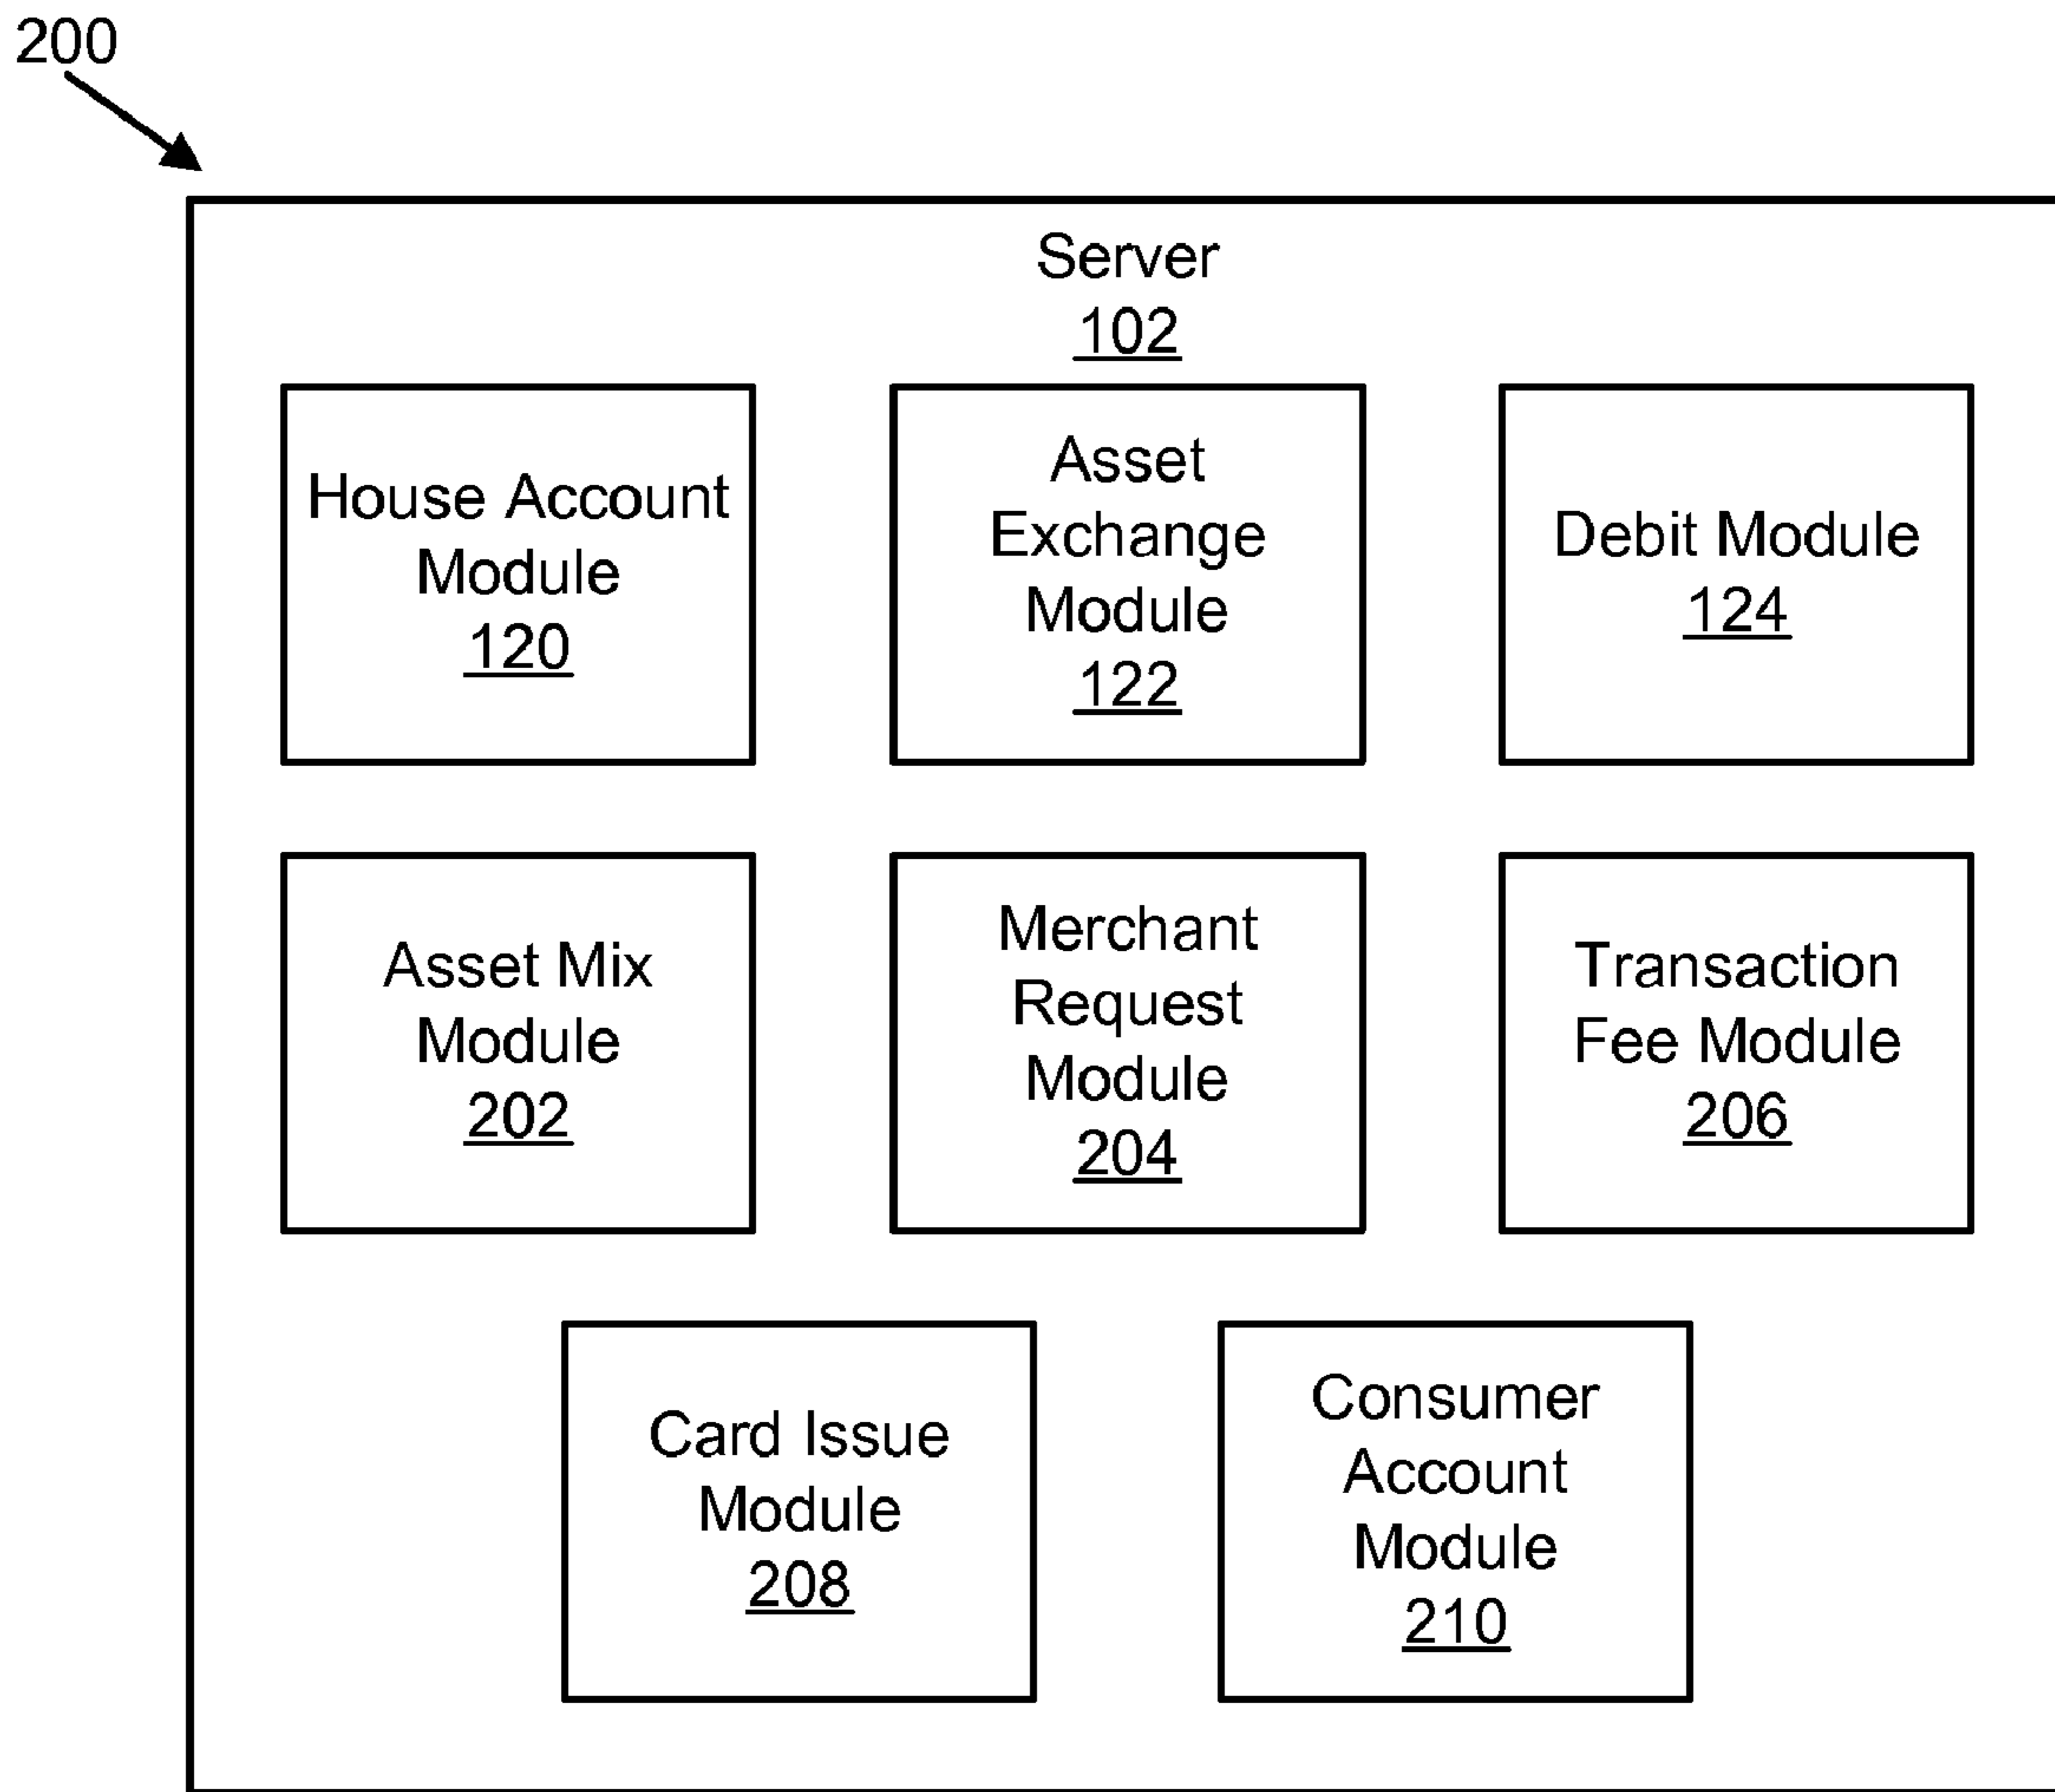 200
Server
102
House Account
Module
120
Asset
Exchange
Module
122
Debit Module
124
Asset Mix
Module
202
Merchant
Request
Module
204
Transaction
Fee Module
206
Card Issue
Module
208
Consumer
Account
Module
210